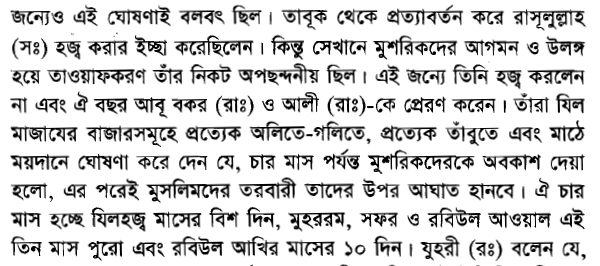 জন্যেও এই ঘোষণাই বলবৎ ছিল। তাবূক থেকে প্রত্যাবর্তন করে রাসূলুল্লাহ
(সঃ) হজ্ব করার ইচ্ছা করেছিলেন। কিন্তু সেখানে মুশরিকদের আগমন ও উলঙ্গ
হয়ে তাওয়াফকরণ তাঁর নিকট অপছন্দনীয় ছিল। এই জন্যে তিনি হজ্ব করলেন
না এবং ঐ বছর আবূ বকর (রাঃ) ও আলী (রাঃ)-কে প্রেরণ করেন। তাঁরা যিল
মাজাযের বাজারসমূহে প্রত্যেক অলিতে-গলিতে, প্রত্যেক তাঁবুতে এবং মাঠে
ময়দানে ঘোষণা করে দেন যে, চার মাস পর্যন্ত মুশরিকদেরকে অবকাশ দেয়া
হলো, এর পরেই মুসলিমদের তরবারী তাদের উপর আঘাত হানবে। ঐ চার
মাস হচ্ছে যিলহজ্ব মাসের বিশ দিন, মুহররম, সফর ও রবিউল আওয়াল এই
তিন মাস পুরো এবং রবিউল আখির মাসের ১০ দিন। যুহরী (রঃ) বলেন যে,